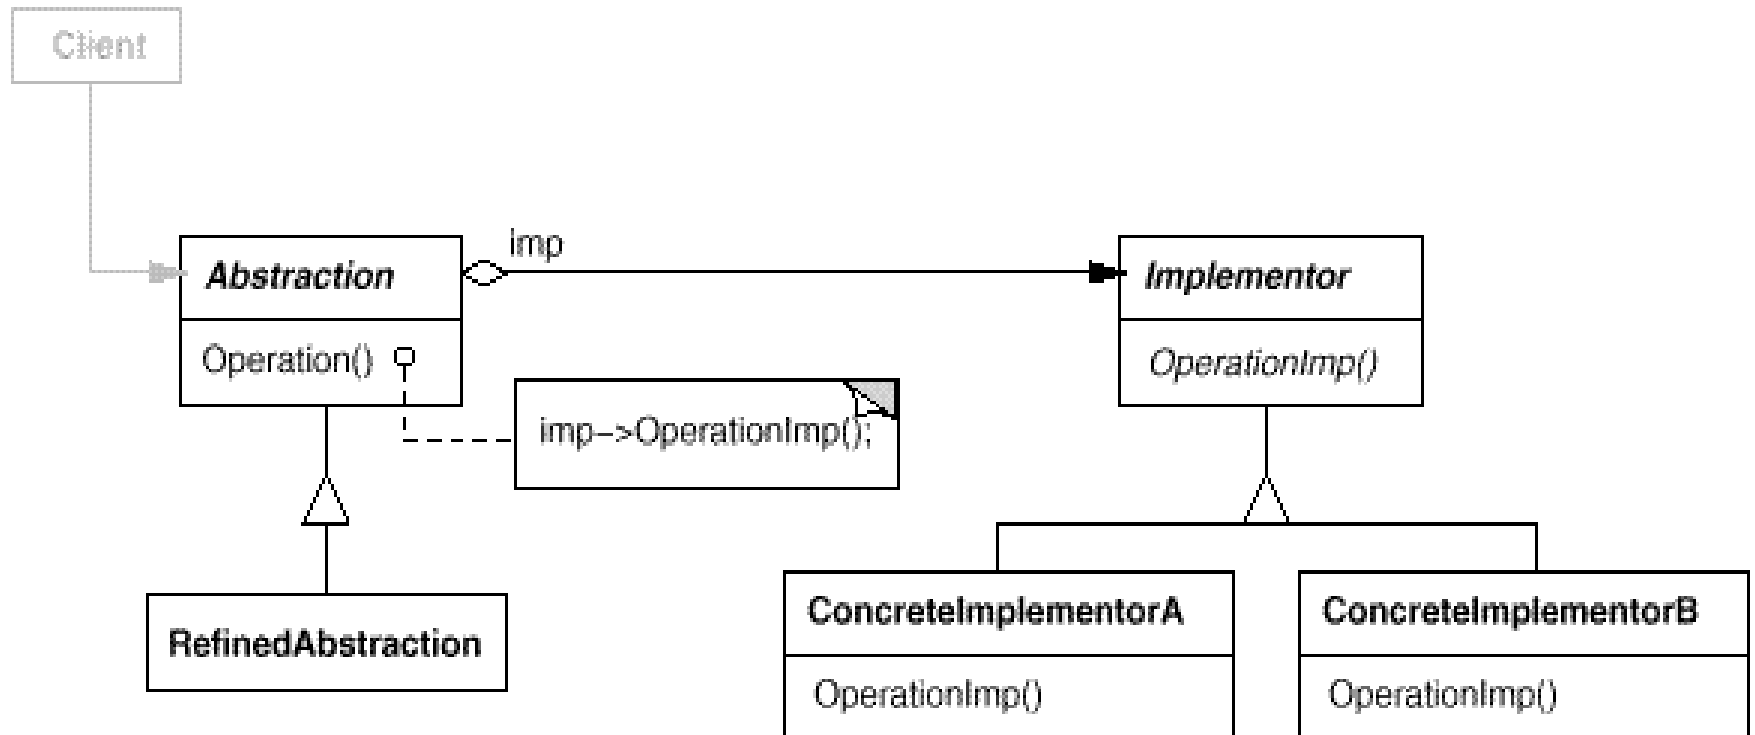 Client
imp
Abstraction
Implementor
Operation()
OperationImp()
imp->OperationImp();
RefinedAbstraction
ConcreteImplementorA
ConcreteImplementorB
OperationImp()
OperationImp()